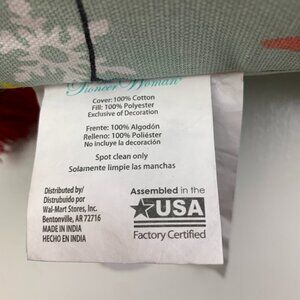 Pioneer Woman
Cover: 100% Cotton
Fill: 100% Polyester
Exclusive of Decoration
Frente: 100% Algodón
Relleno: 100% Poliéster
No incluye la decoración
Spot clean only
Solamente limpie las manchas
Distributed by/
Distrubuido por
Wal-Mart Stores, Inc.
Bentonville, AR 72716
MADE IN INDIA
HECHO EN INDIA
Assembled in the
USA
Factory Certified